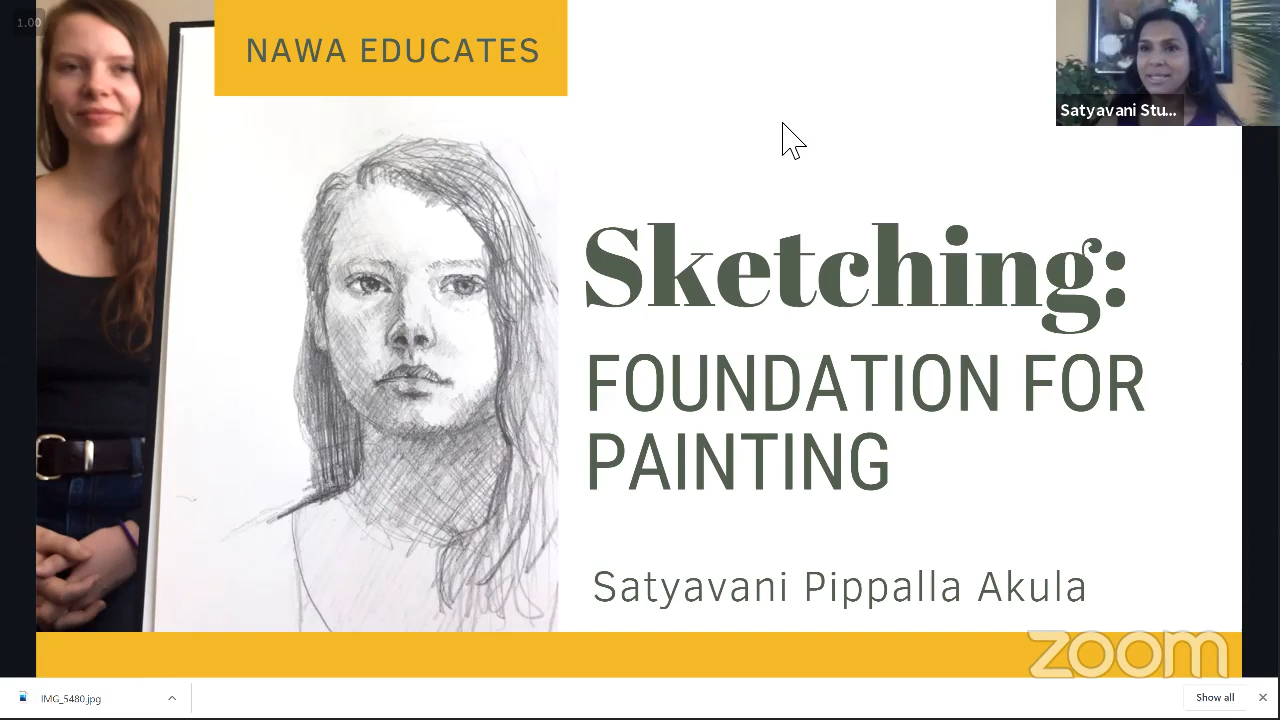 1.00
NAWA EDUCATES
Satyavani Stu...
Sketching:
FOUNDATION FOR
PAINTING
Satyavani Pippalla Akula
zoom
IMG_5480.jpg
Show all